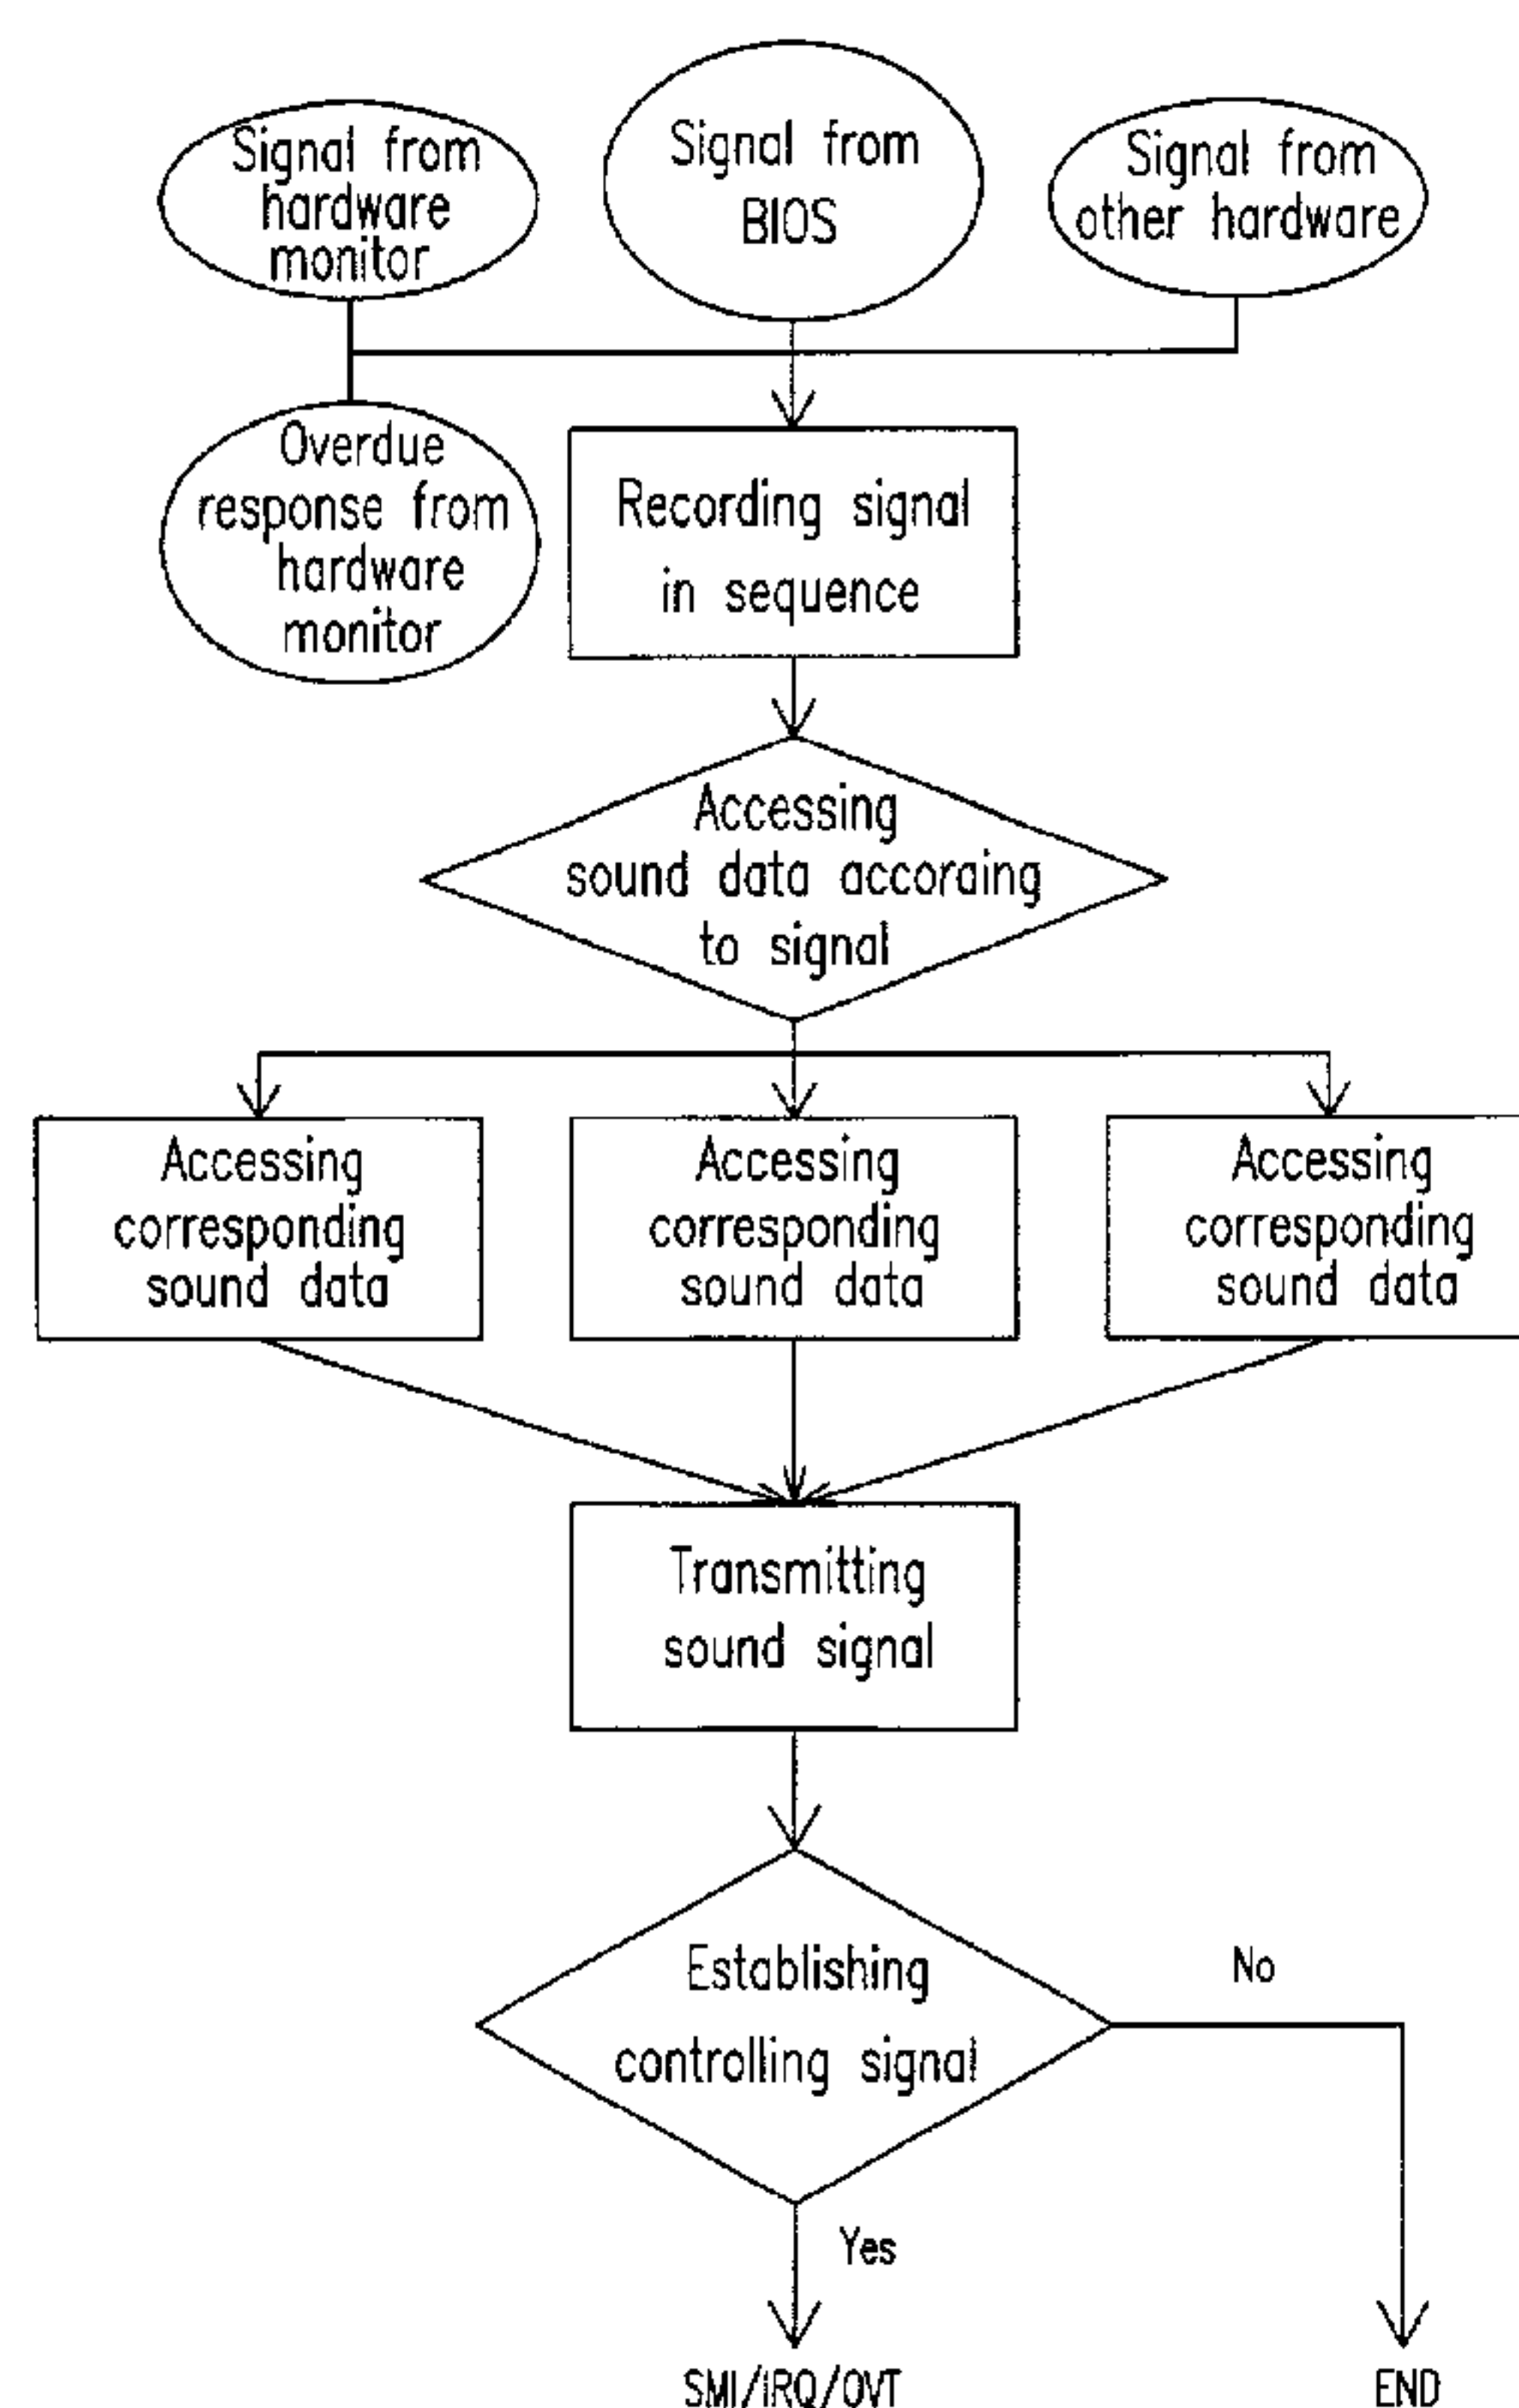 Signal from
hardware
monitor
Signal from
BIOS
Signal from
other hardware
Overdue
response from
hardware
monitor
Recording signal
in sequence
Accessing
sound data accoraing
to signal
Accessing
corresponding
sound data
Accessing
corresponding
sound data
Accessing
corresponding
sound data
Transmitting
sound signal
Establishing
controlling signal
No
Yes
SMI/IRQ/OVT
END